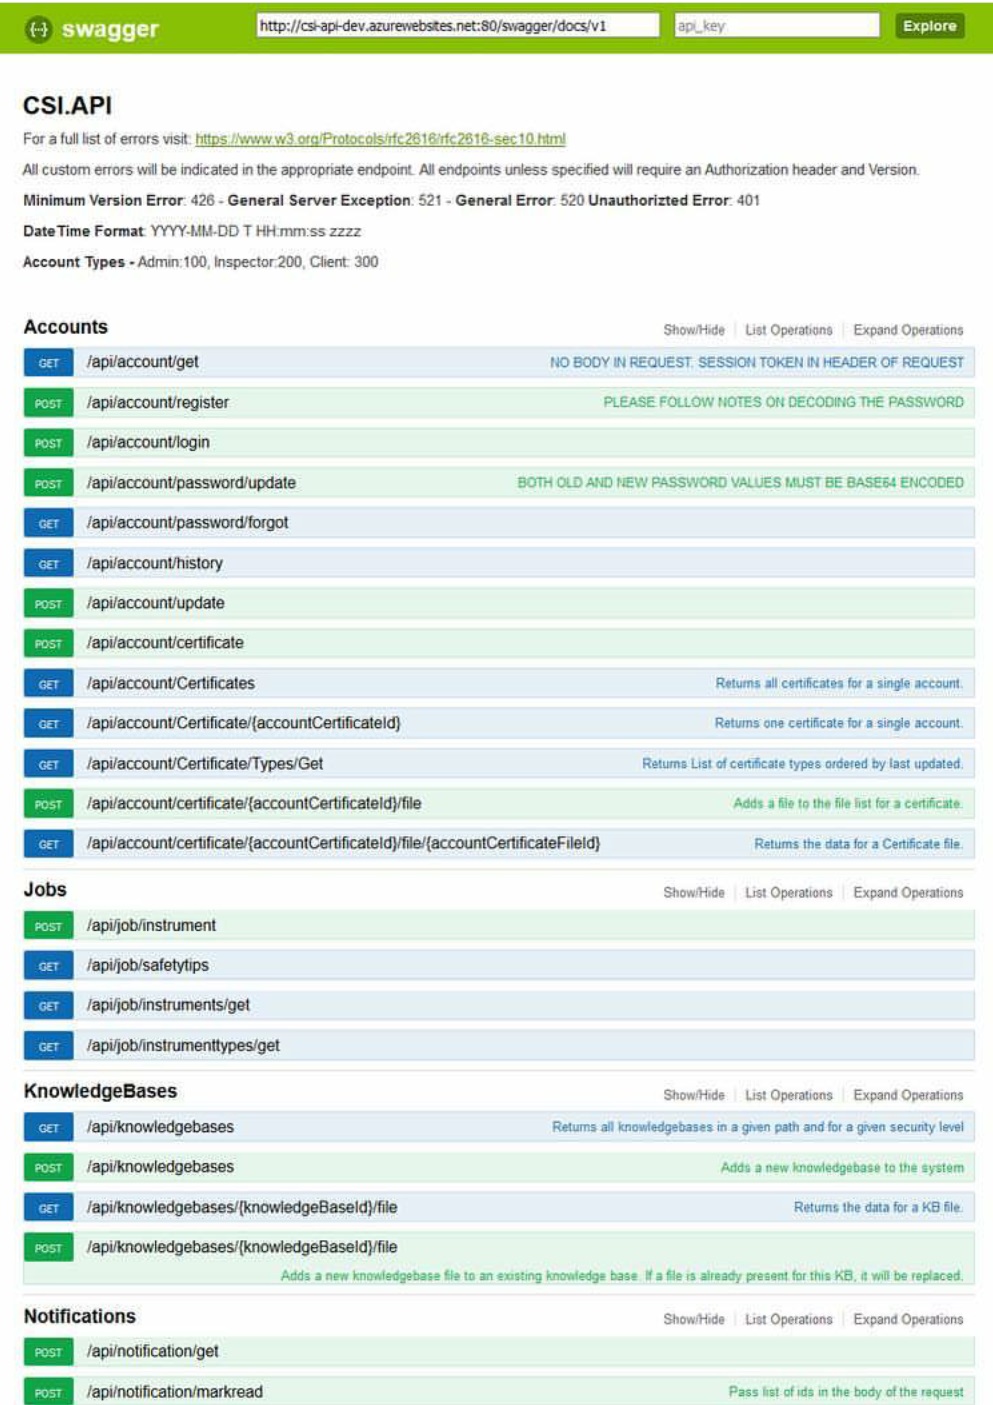 {··} swagger http://csi-api-dev.azurewebsites.net:80/swagger/docs/v1 api_key Explore
CSI.API
For a full list of errors visit: https://www.w3.org/Protocols/rfc2616/rfc2616-sec10.html
All custom errors will be indicated in the appropriate endpoint. All endpoints unless specified will require an Authorization header and Version.
Minimum Version Error: 426 - General Server Exception: 521 - General Error: 520 Unauthorizted Error: 401
DateTime Format: YYYY-MM-DD T HH:mm:ss zzzz
Account Types - Admin:100, Inspector:200, Client: 300
Accounts Show/Hide List Operations Expand Operations
GET /api/account/get NO BODY IN REQUEST. SESSION TOKEN IN HEADER OF REQUEST
POST /api/account/register PLEASE FOLLOW NOTES ON DECODING THE PASSWORD
POST /api/account/login
POST /api/account/password/update BOTH OLD AND NEW PASSWORD VALUES MUST BE BASE64 ENCODED
GET /api/account/password/forgot
GET /api/account/history
POST /api/account/update
POST /api/account/certificate
GET /api/account/Certificates Returns all certificates for a single account.
GET /api/account/Certificate/{accountCertificateId} Returns one certificate for a single account.
GET /api/account/Certificate/Types/Get Returns List of certificate types ordered by last updated.
POST /api/account/certificate/{accountCertificateId}/file Adds a file to the file list for a certificate.
GET /api/account/certificate/{accountCertificateId}/file/{accountCertificateFileId} Returns the data for a Certificate file.
Jobs Show/Hide List Operations Expand Operations
POST /api/job/instrument
GET /api/job/safetytips
GET /api/job/instruments/get
GET /api/job/instrumenttypes/get
KnowledgeBases Show/Hide List Operations Expand Operations
GET /api/knowledgebases Returns all knowledgebases in a given path and for a given security level
POST /api/knowledgebases Adds a new knowledgebase to the system
GET /api/knowledgebases/{knowledgeBaseId}/file Returns the data for a KB file.
POST /api/knowledgebases/{knowledgeBaseId}/file
Adds a new knowledgebase file to an existing knowledge base. If a file is already present for this KB, it will be replaced.
Notifications Show/Hide List Operations Expand Operations
POST /api/notification/get
POST /api/notification/markread Pass list of ids in the body of the request